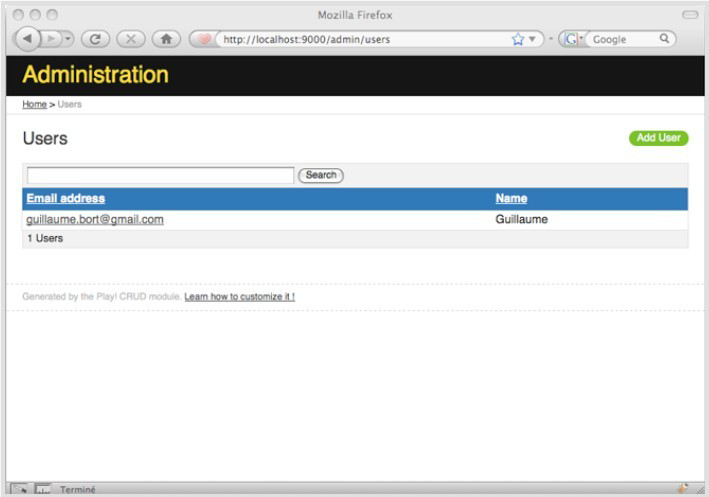 Mozilla Firefox
http://localhost:9000/admin/users
Google
Administration
Home > Users
Users
Add User
Search
Email address Name
guillaume.bort@gmail.com Guillaume
1 Users
Generated by the Play! CRUD module. Learn how to customize it !
Terminé